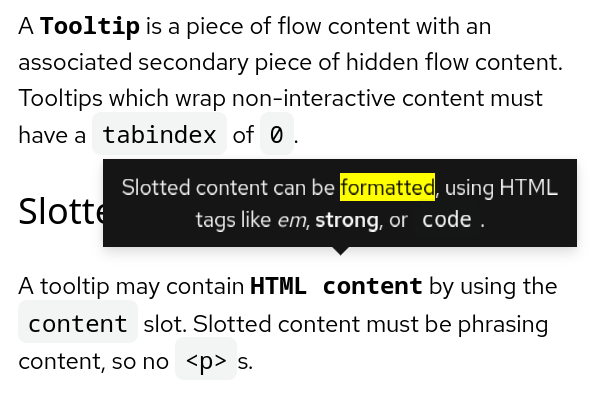 A Tooltip is a piece of flow content with an
associated secondary piece of hidden flow content.
Tooltips which wrap non-interactive content must
have a tabindex of 0 .
Slotted content can be formatted, using HTML
tags like em, strong, or code .
A tooltip may contain HTML content by using the
content slot. Slotted content must be phrasing
content, so no <p> s.